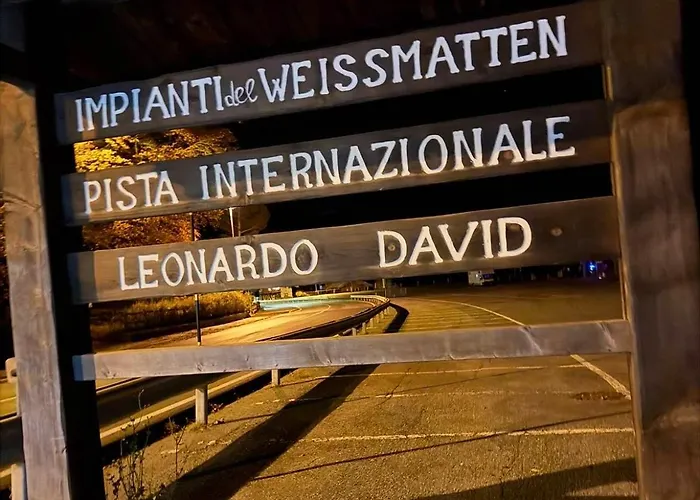 IMPIANTI del WEISSMATTEN
PISTA INTERNAZIONALE
LEONARDO DAVID